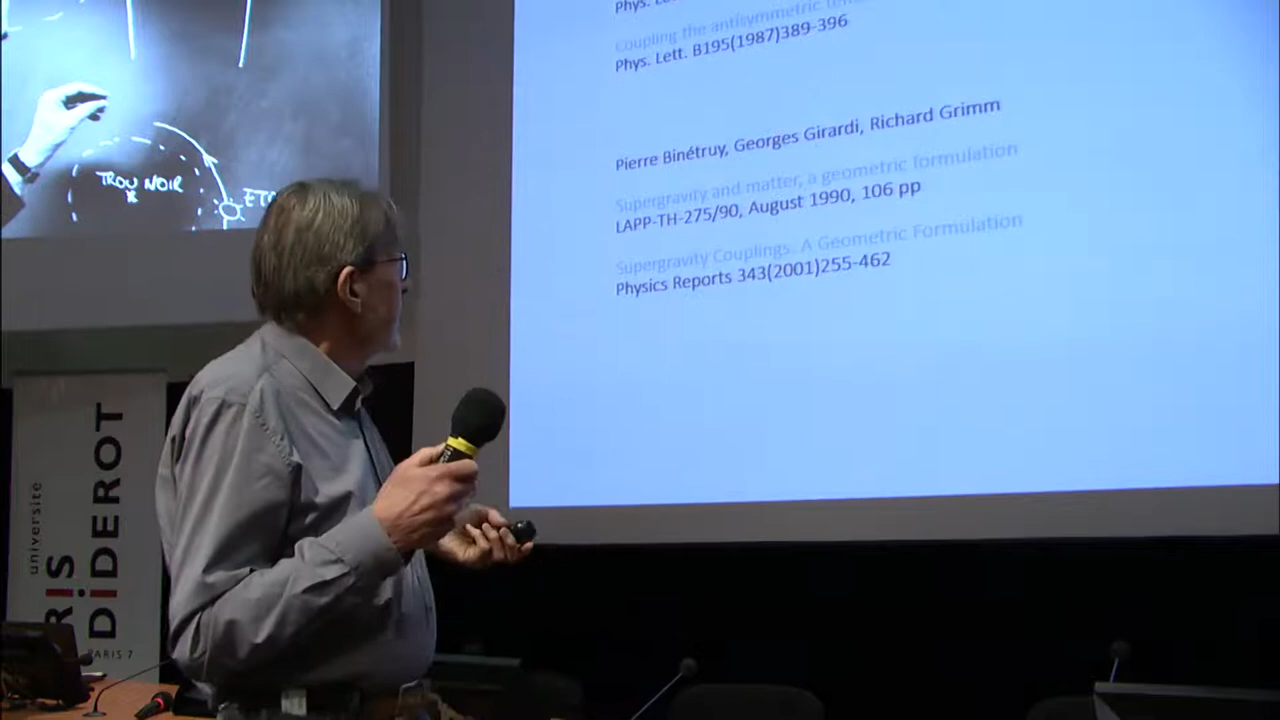 TROU NOIR
Phys.
Coupling the antisymmetric
Phys. Lett. B195(1987)389-396
Pierre Binétruy, Georges Girardi, Richard Grimm
Supergravity and matter, a geometric formulation
LAPP-TH-275/90, August 1990, 106 pp
Supergravity Couplings. A Geometric Formulation
Physics Reports 343(2001)255-462
université
RiS
DiDEROT
PARIS 7